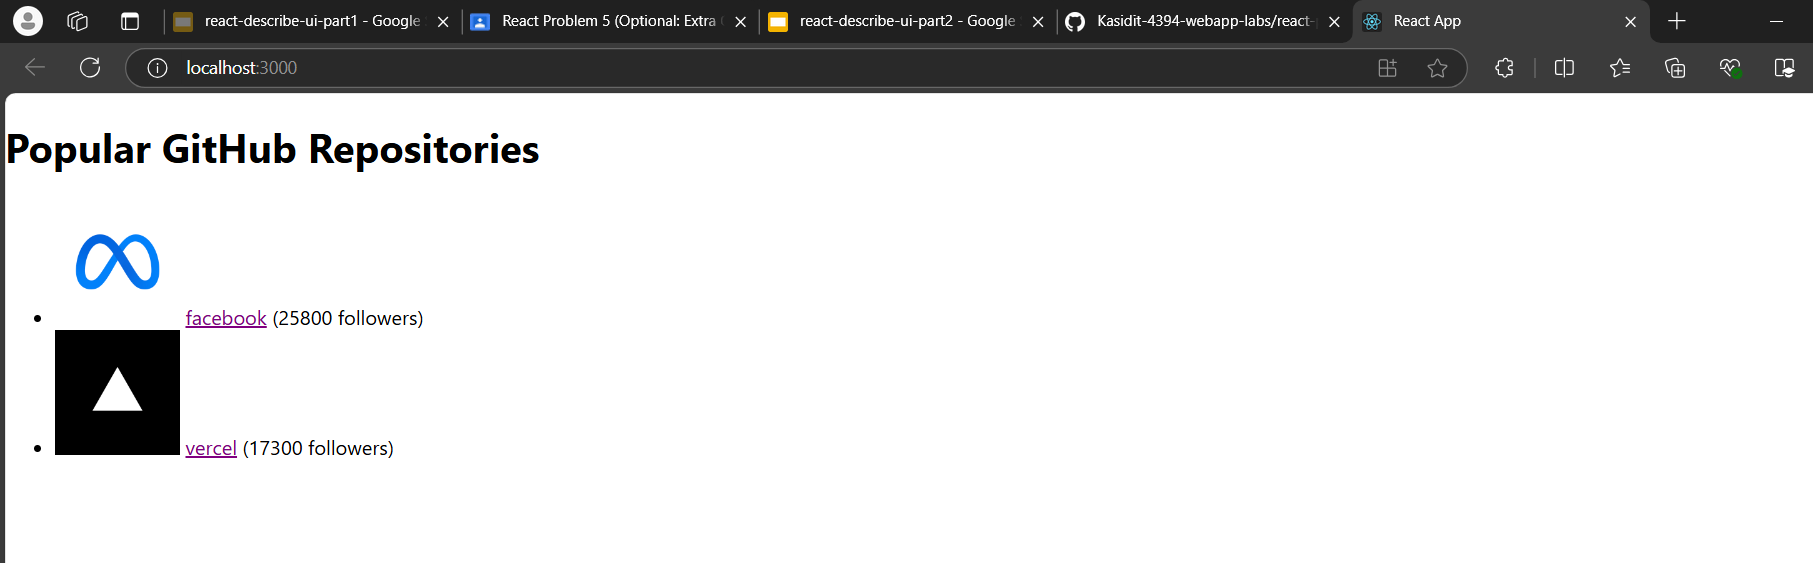 react-describe-ui-part1 - Google
React Problem 5 (Optional: Extra
react-describe-ui-part2 - Google
Kasidit-4394-webapp-labs/react-
React App
localhost:3000
Popular GitHub Repositories
facebook (25800 followers)
vercel (17300 followers)